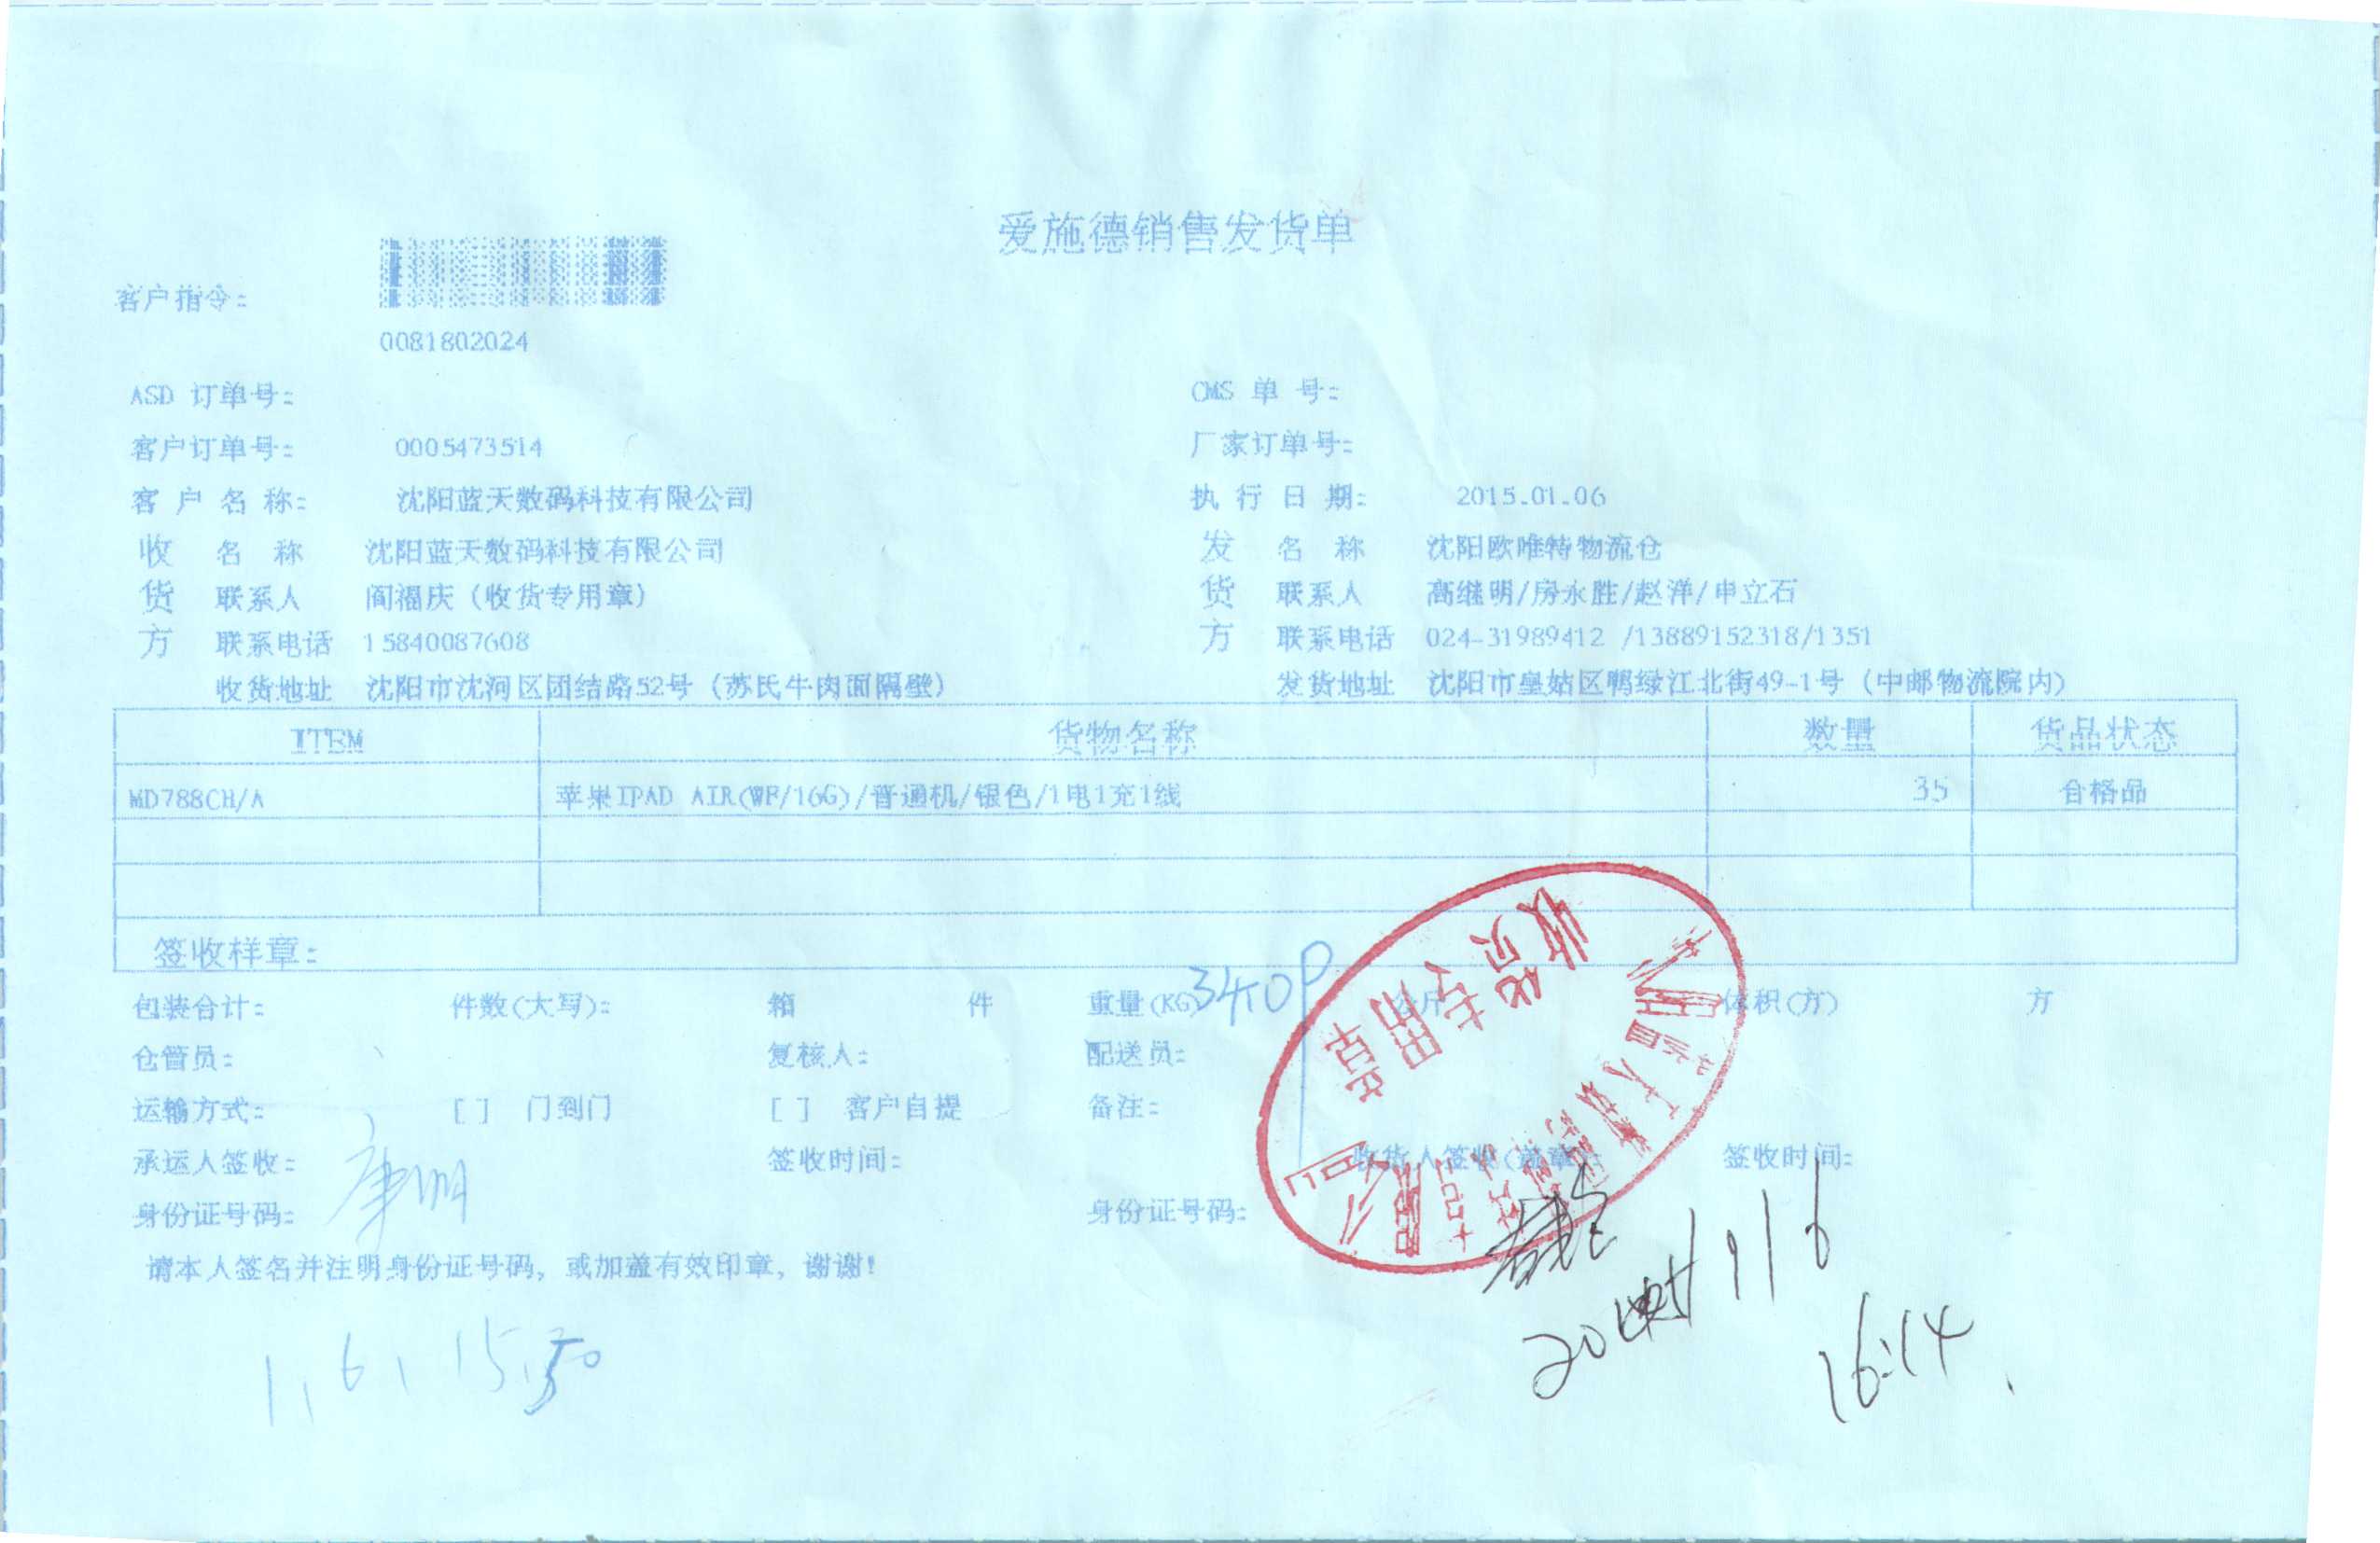 爱施德销售发货单
客户指令:
0081802024
ASD 订单号: OMS 单 号:
客户订单号: 0005473514 厂家订单号:
客 户 名 称: 沈阳蓝天数码科技有限公司 执 行 日 期: 2015.01.06
收 名 称 沈阳蓝天数码科技有限公司 发 名 称 沈阳欧唯特物流仓
货 联系人 阎福庆（收货专用章） 货 联系人 高继明/房永胜/赵洋/申立石
方 联系电话 15840087608 方 联系电话 024-31989412 /13889152318/1351
收货地址 沈阳市沈河区团结路52号（苏氏牛肉面隔壁） 发货地址 沈阳市皇姑区鸭绿江北街49-1号（中邮物流院内）
ITEM 货物名称 数量 货品状态
MD788CH/A 苹果IPAD AIR(WF/16G)/普通机/银色/1电1充1线 35 合格品
签收样章:
包装合计: 件数(大写): 箱 件 重量(KG) 公斤 体积(方) 方
仓管员: 复核人: 配送员:
运输方式: [ ] 门到门 [ ] 客户自提 备注:
承运人签收: 签收时间: 收货人签收(盖章): 签收时间:
身份证号码: 身份证号码:
请本人签名并注明身份证号码, 或加盖有效印章, 谢谢!
收货专用章
16:14